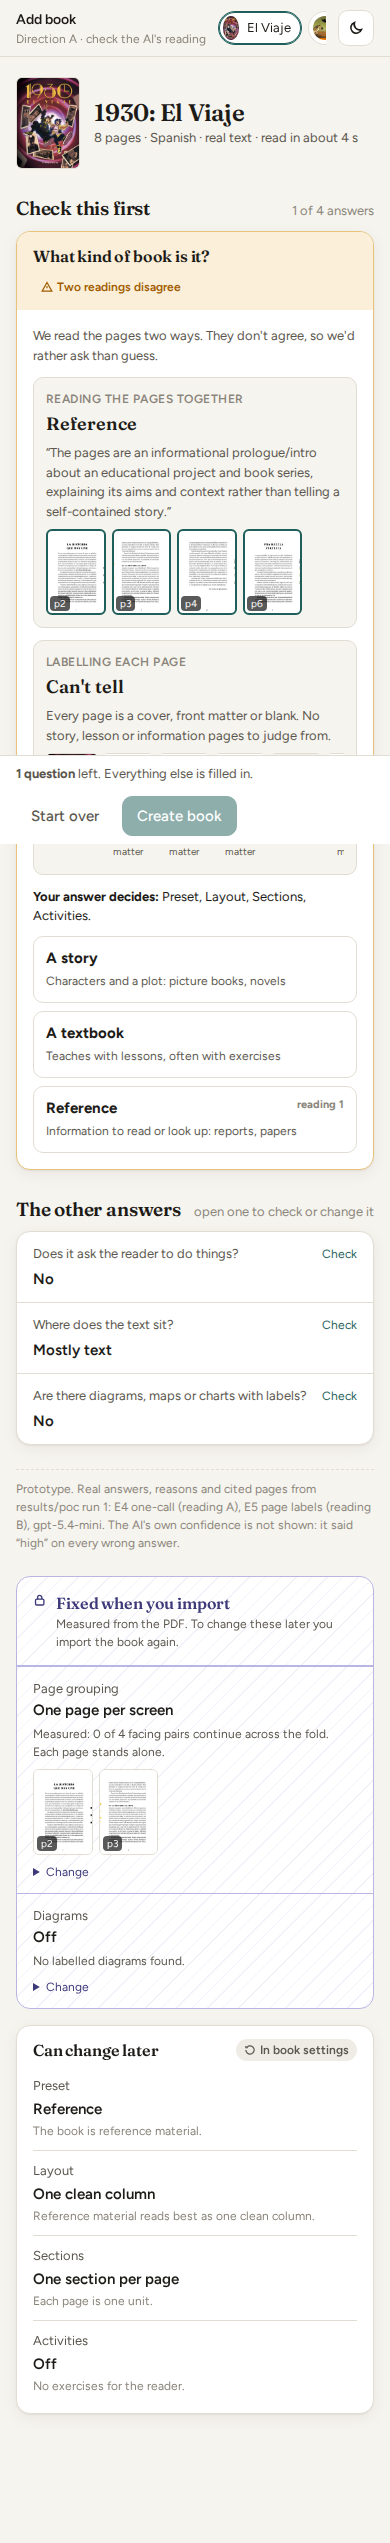 Add book
Direction A · check the AI's reading
El Viaje
1930
1930: El Viaje
8 pages · Spanish · real text · read in about 4 s
Check this first
1 of 4 answers
What kind of book is it?
Two readings disagree
We read the pages two ways. They don't agree, so we'd
rather ask than guess.
READING THE PAGES TOGETHER
Reference
“The pages are an informational prologue/intro
about an educational project and book series,
explaining its aims and context rather than telling a
self-contained story.”
LA HISTORIA
QUE NOS UNE
p2
p3
p4
p6
LABELLING EACH PAGE
Can't tell
Every page is a cover, front matter or blank. No
story, lesson or information pages to judge from.
1 question left. Everything else is filled in.
Start over
Create book
matter
matter
matter
Your answer decides: Preset, Layout, Sections,
Activities.
A story
Characters and a plot: picture books, novels
A textbook
Teaches with lessons, often with exercises
Reference
reading 1
Information to read or look up: reports, papers
The other answers
open one to check or change it
Does it ask the reader to do things?
Check
No
Where does the text sit?
Check
Mostly text
Are there diagrams, maps or charts with labels?
Check
No
Prototype. Real answers, reasons and cited pages from
results/poc run 1: E4 one-call (reading A), E5 page labels (reading
B), gpt-5.4-mini. The AI's own confidence is not shown: it said
“high” on every wrong answer.
Fixed when you import
Measured from the PDF. To change these later you
import the book again.
Page grouping
One page per screen
Measured: 0 of 4 facing pairs continue across the fold.
Each page stands alone.
p2
p3
Change
Diagrams
Off
No labelled diagrams found.
Change
Can change later
In book settings
Preset
Reference
The book is reference material.
Layout
One clean column
Reference material reads best as one clean column.
Sections
One section per page
Each page is one unit.
Activities
Off
No exercises for the reader.